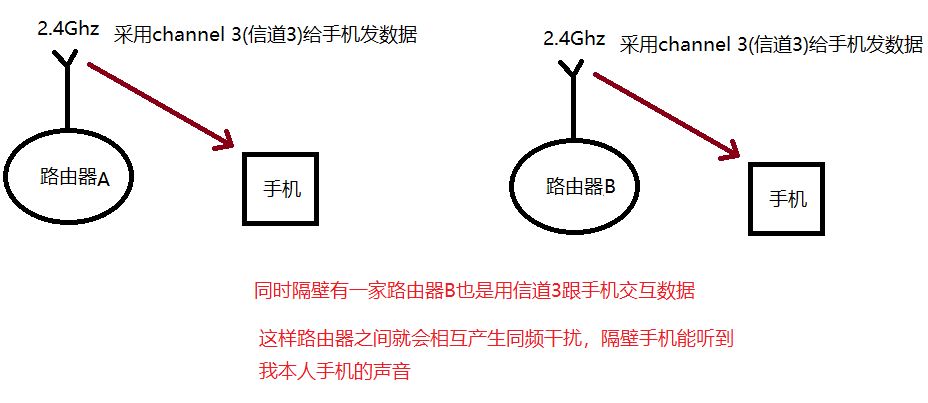 2.4Ghz
采用channel 3(信道3)给手机发数据
路由器A
手机
2.4Ghz
采用channel 3(信道3)给手机发数据
路由器B
手机
同时隔壁有一家路由器B也是用信道3跟手机交互数据
这样路由器之间就会相互产生同频干扰，隔壁手机能听到
我本人手机的声音